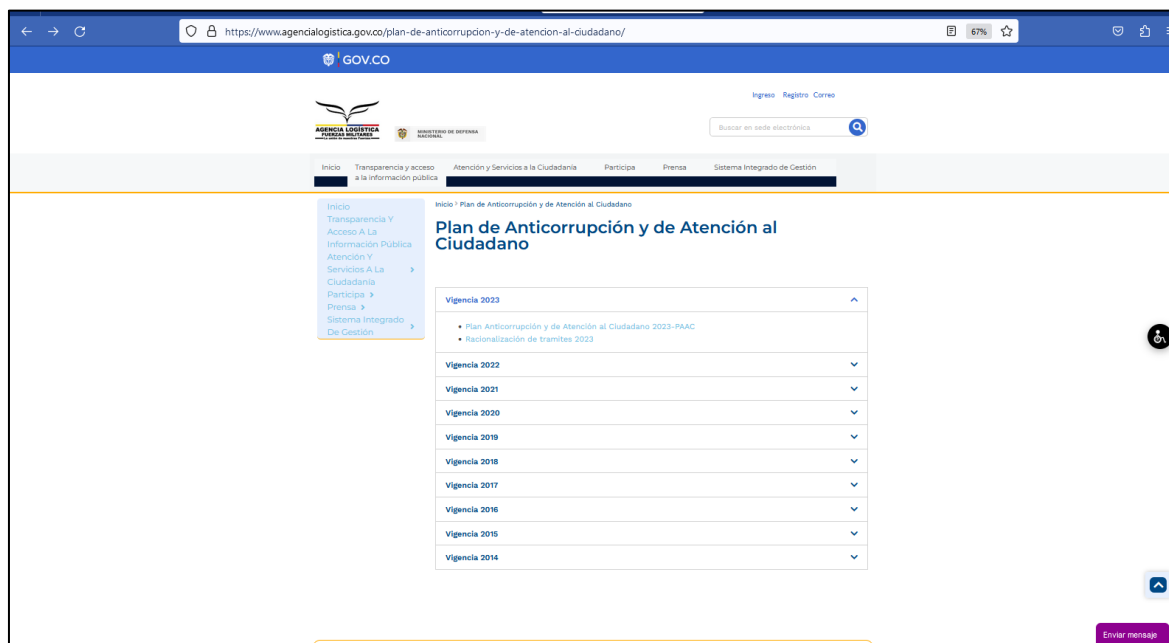 https://www.agencialogistica.gov.co/plan-de-anticorrupcion-y-de-atencion-al-ciudadano/
67%
GOV.CO
Ingreso Registro Correo
AGENCIA LOGÍSTICA
FUERZAS MILITARES
MINISTERIO DE DEFENSA
NACIONAL
Buscar en sede electrónica
Inicio Transparencia y acceso a la información pública Atención y Servicios a la Ciudadanía Participa Prensa Sistema Integrado de Gestión
Inicio
Transparencia Y
Acceso A La
Información Pública
Atención Y
Servicios A La
Ciudadanía
Participa
Prensa
Sistema Integrado
De Gestión
Inicio > Plan de Anticorrupción y de Atención al Ciudadano
Plan de Anticorrupción y de Atención al
Ciudadano
Vigencia 2023
• Plan Anticorrupción y de Atención al Ciudadano 2023-PAAC
• Racionalización de tramites 2023
Vigencia 2022
Vigencia 2021
Vigencia 2020
Vigencia 2019
Vigencia 2018
Vigencia 2017
Vigencia 2016
Vigencia 2015
Vigencia 2014
Enviar mensaje